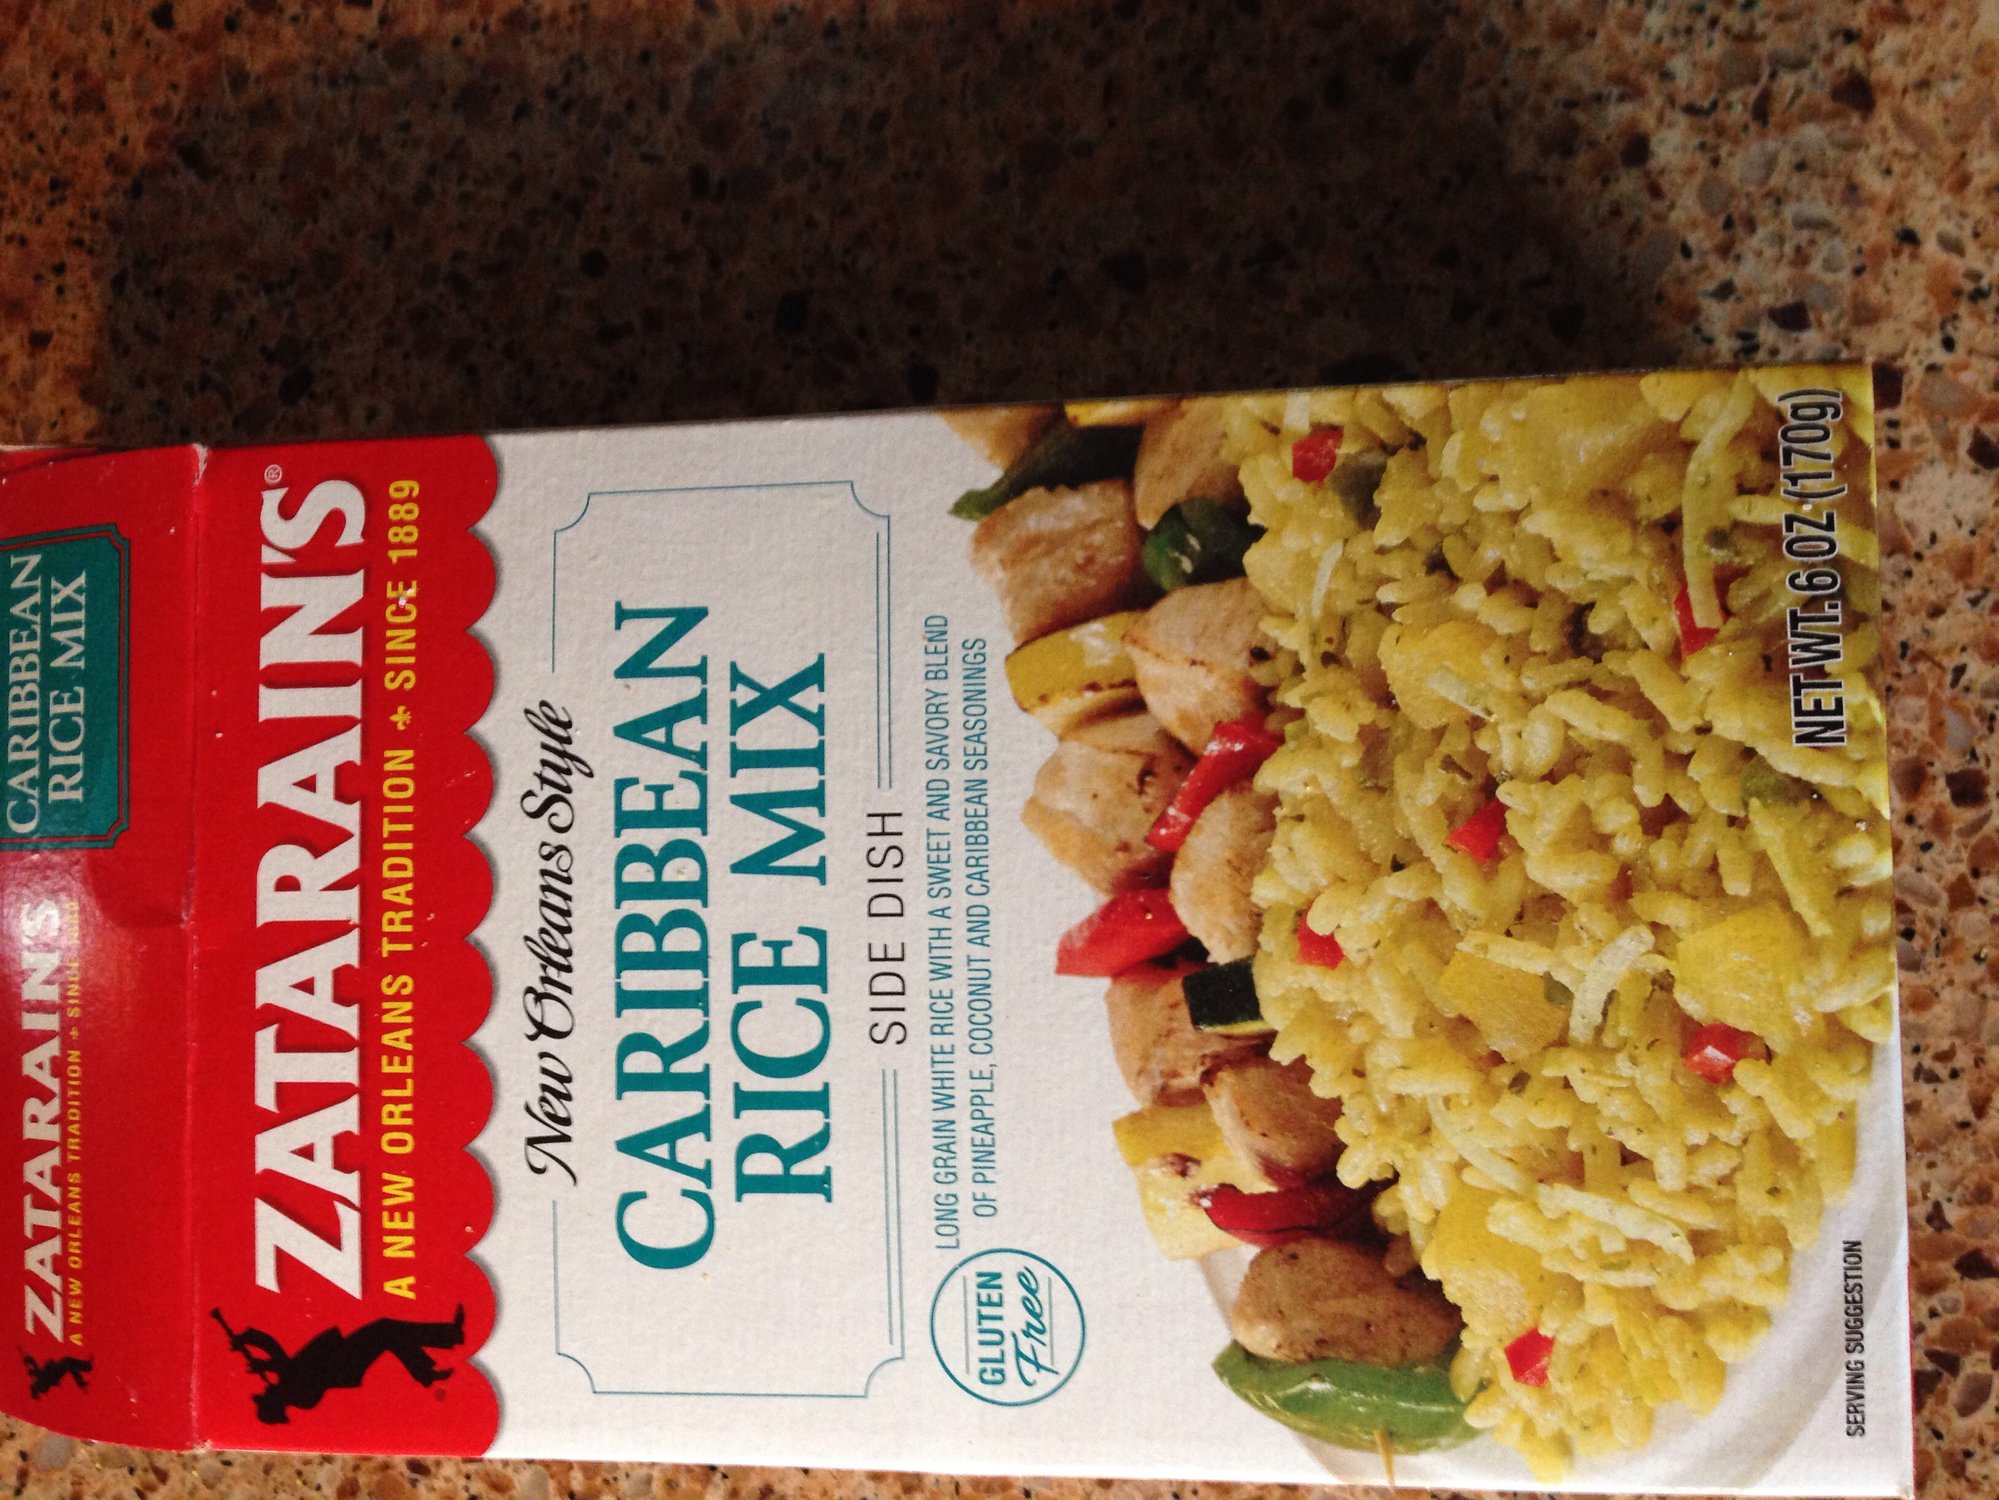 ZATARAIN'S
A NEW ORLEANS TRADITION ⚜ SINCE
CARIBBEAN
RICE MIX
ZATARAIN'S®
A NEW ORLEANS TRADITION ⚜ SINCE 1889
New Orleans Style
CARIBBEAN
RICE MIX
SIDE DISH
LONG GRAIN WHITE RICE WITH A SWEET AND SAVORY BLEND
OF PINEAPPLE, COCONUT AND CARIBBEAN SEASONINGS
GLUTEN
Free
SERVING SUGGESTION
NET WT. 6 OZ (170g)